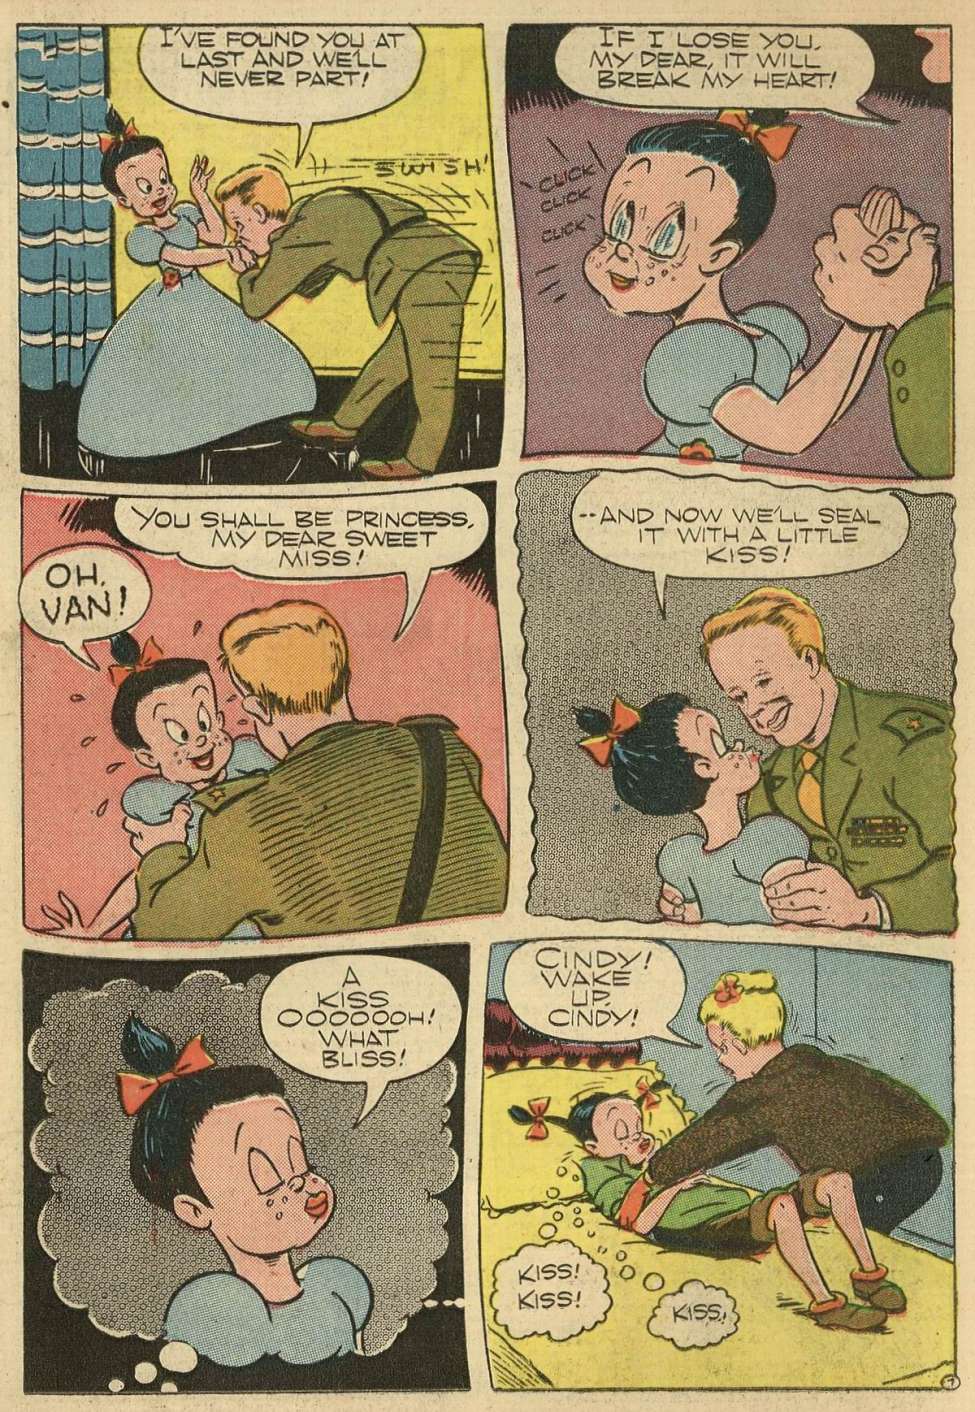 I'VE FOUND YOU AT
LAST AND WE'LL
NEVER PART!
SWISH!
IF I LOSE YOU,
MY DEAR, IT WILL
BREAK MY HEART!
CLICK
CLICK
CLICK
YOU SHALL BE PRINCESS,
MY DEAR SWEET
MISS!
OH,
VAN!
--AND NOW WE'LL SEAL
IT WITH A LITTLE
KISS!
A
KISS
OOOOOOH!
WHAT
BLISS!
CINDY!
WAKE
UP,
CINDY!
KISS!
KISS!
KISS!
7